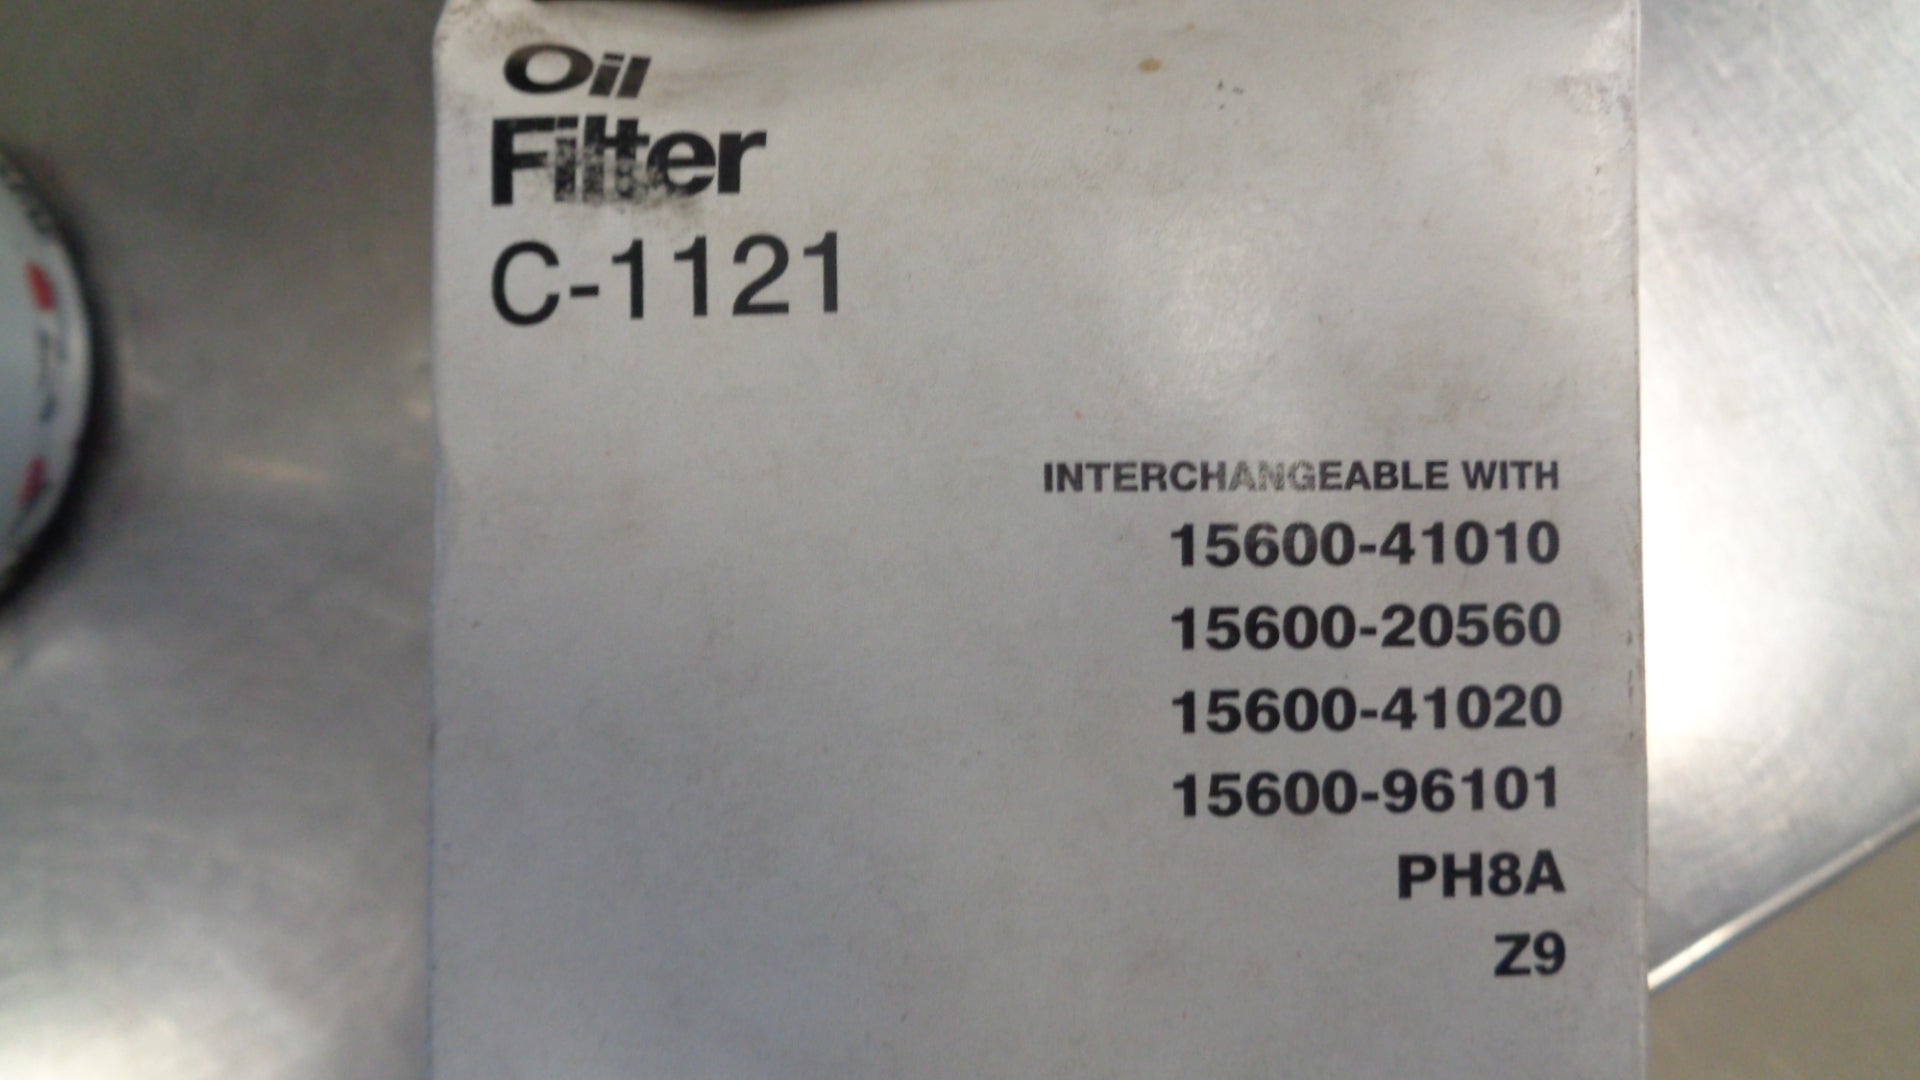 Oil
Filter
C-1121
INTERCHANGEABLE WITH
15600-41010
15600-20560
15600-41020
15600-96101
PH8A
Z9